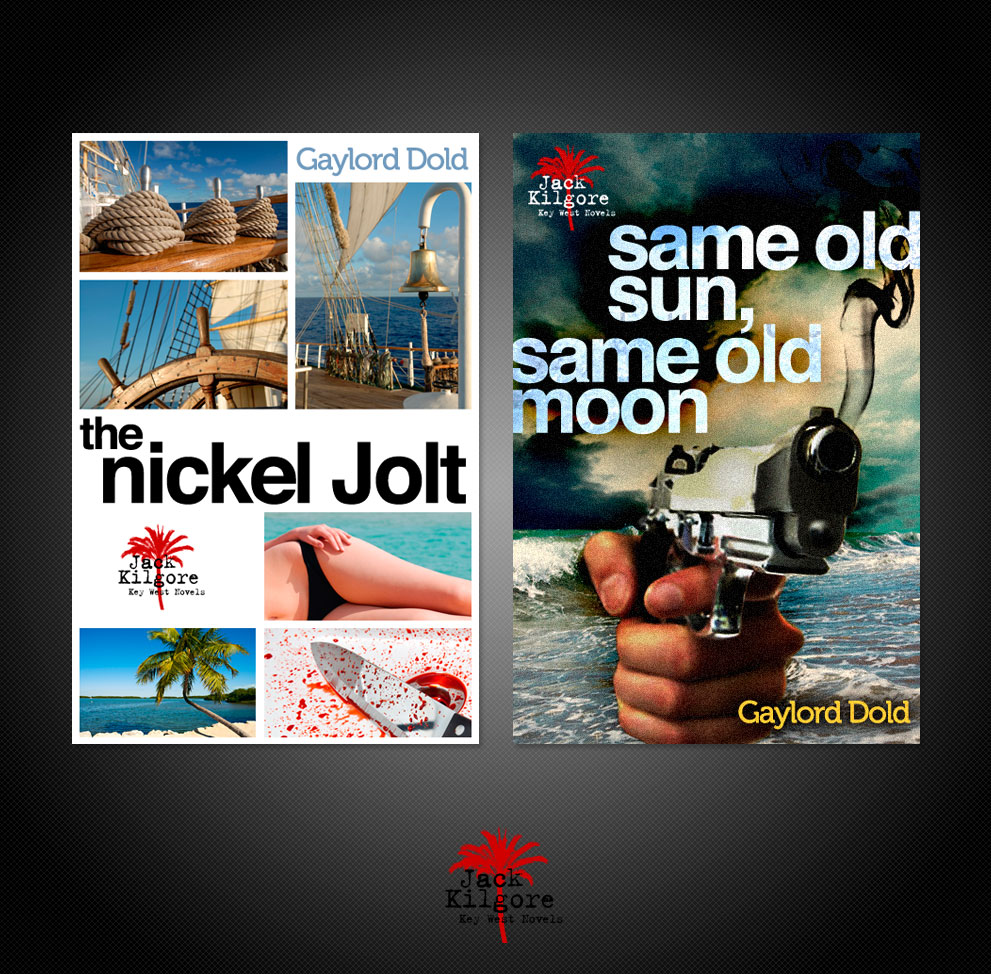 Gaylord Dold
the
nickel Jolt
Jack
Kilgore
Key West Novels
Jack
Kilgore
Key West Novels
same old
sun,
same old
moon
Gaylord Dold
Jack
Kilgore
Key West Novels